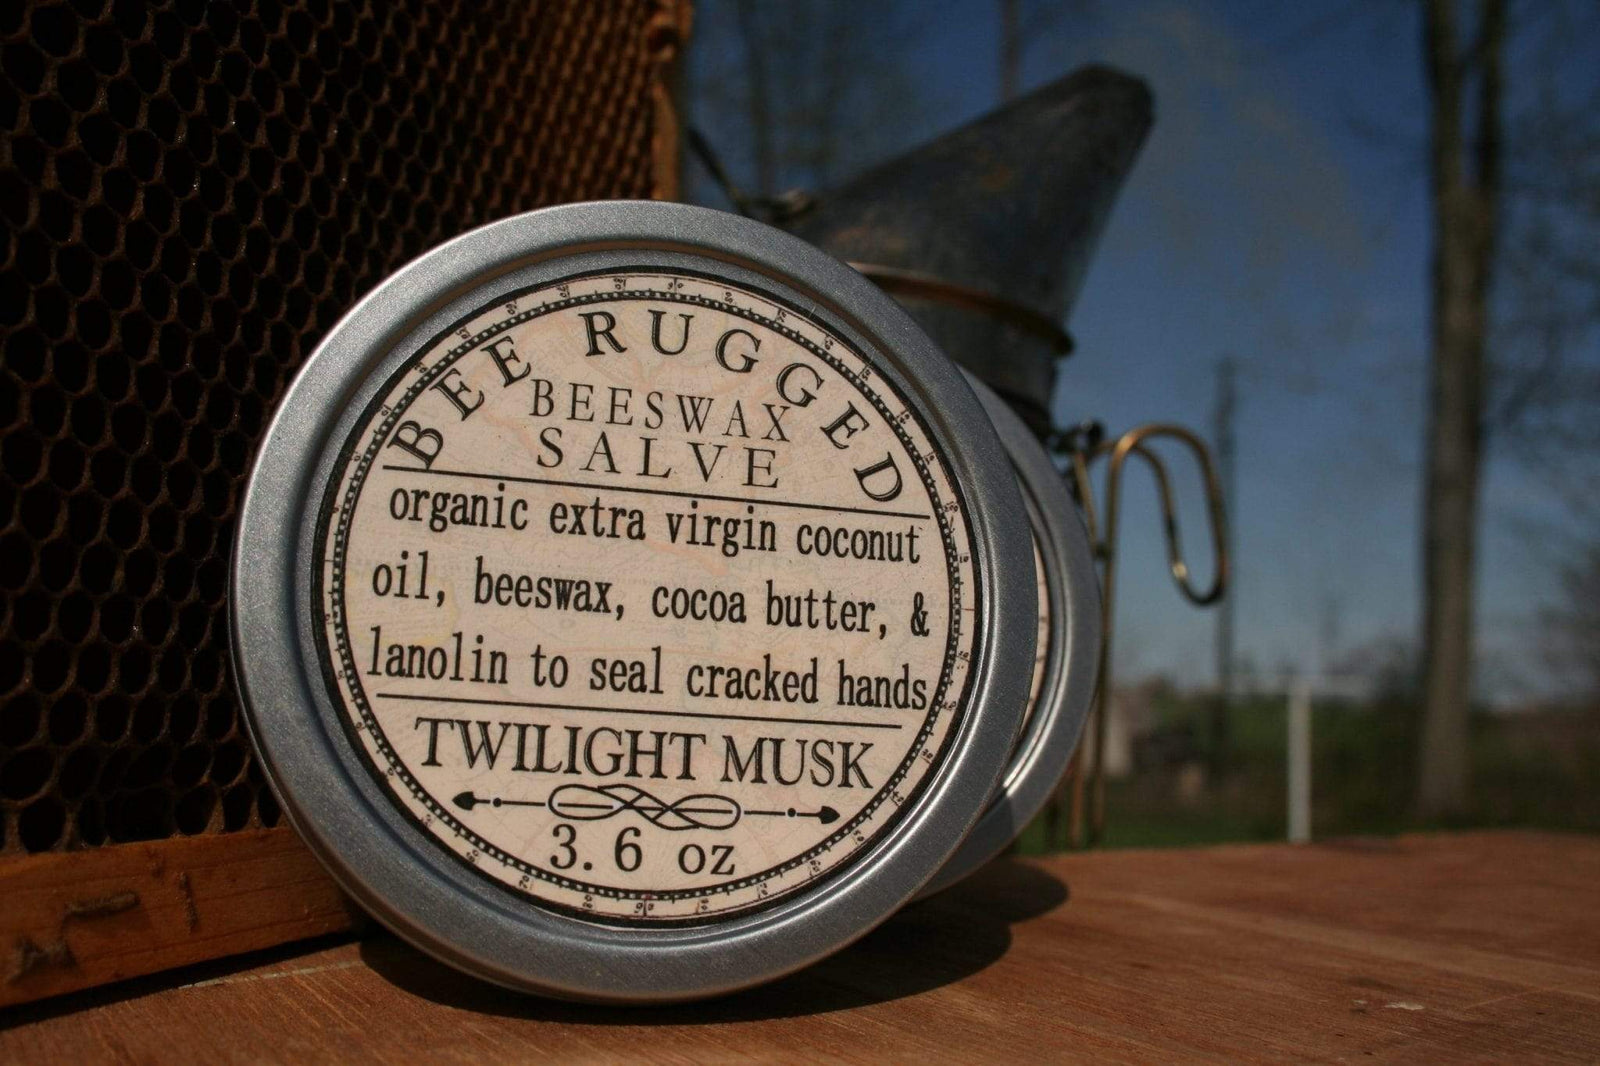 BEE RUGGED
BEESWAX
SALVE
organic extra virgin coconut
oil, beeswax, cocoa butter, &
lanolin to seal cracked hands
TWILIGHT MUSK
3.6 oz